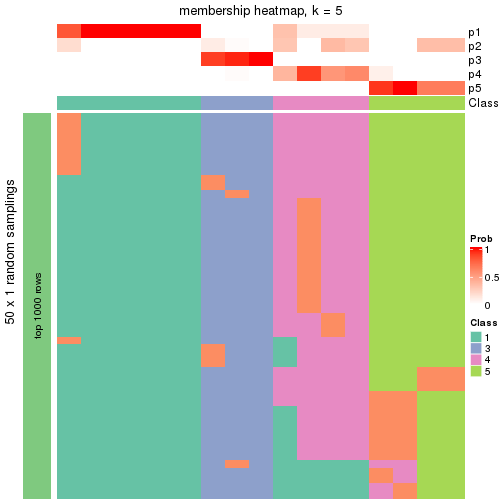 membership heatmap, k = 5
p1
p2
p3
p4
p5
Class
50 x 1 random samplings
top 1000 rows
Prob
1
0.5
0
Class
1
3
4
5